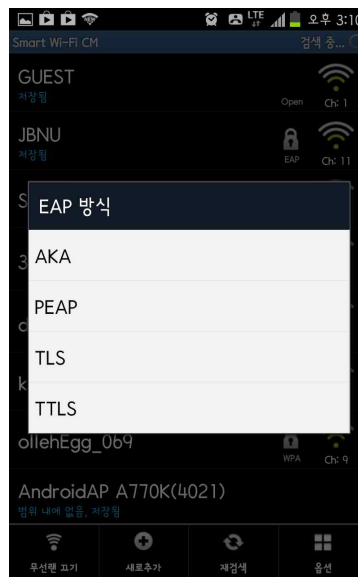 LTE 오후 3:10
Smart Wi-Fi CM 검색 중...
GUEST
저장됨
Open Ch: 1
JBNU
저장됨
EAP Ch: 11
S
EAP 방식
3
AKA
PEAP
d
TLS
k
TTLS
ollehEgg_069
WPA Ch: 9
AndroidAP A770K(4021)
범위 내에 없음, 저장됨
무선랜 끄기 새로추가 재검색 옵션